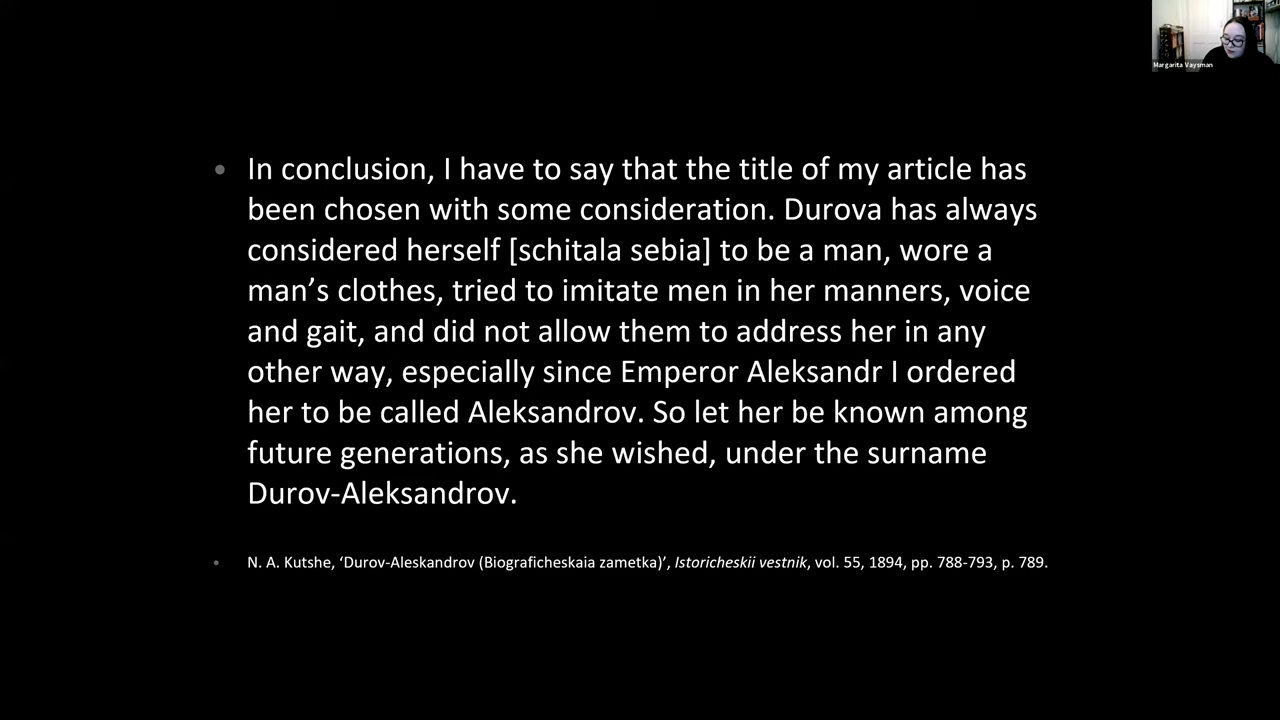 Margarita Vaysman
• In conclusion, I have to say that the title of my article has
been chosen with some consideration. Durova has always
considered herself [schitala sebia] to be a man, wore a
man’s clothes, tried to imitate men in her manners, voice
and gait, and did not allow them to address her in any
other way, especially since Emperor Aleksandr I ordered
her to be called Aleksandrov. So let her be known among
future generations, as she wished, under the surname
Durov-Aleksandrov.
• N. A. Kutshe, ‘Durov-Aleskandrov (Biograficheskaia zametka)’, Istoricheskii vestnik, vol. 55, 1894, pp. 788-793, p. 789.